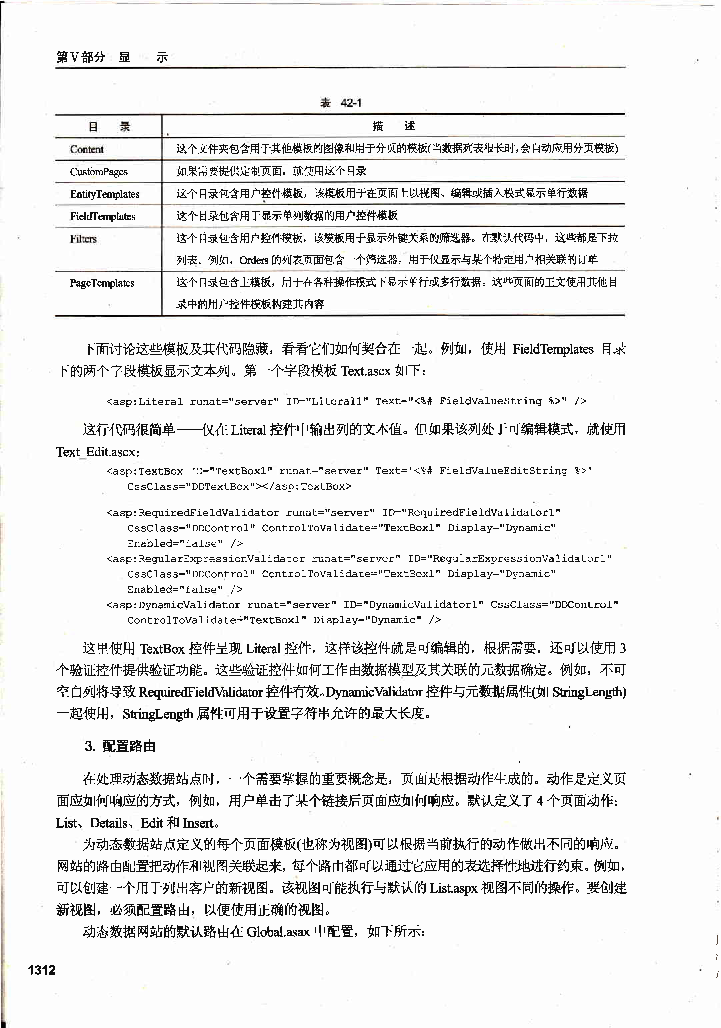 第V部分 显 示
表 42-1
目 录 描 述
Content 这个文件夹包含用于其他模板的图像和用于分页的模板(当数据列表很长时,会自动应用分页模板)
CustomPages 如果需要提供定制页面,就使用这个目录
EntityTemplates 这个目录包含用户控件模板,该模板用于在页面上以视图、编辑或插入模式显示单行数据
FieldTemplates 这个目录包含用于显示单列数据的用户控件模板
Filters 这个目录包含用户控件模板,该模板用于显示外键关系的筛选器。在默认代码中,这些都是下拉
列表。例如,Orders 的列表页面包含一个筛选器,用于仅显示与某个特定用户相关联的订单
PageTemplates 这个目录包含主模板,用于在各种操作模式下显示单行或多行数据。这些页面的正文使用其他目
录中的用户控件模板构建其内容
下面讨论这些模板及其代码隐藏,看看它们如何契合在一起。例如,使用 FieldTemplates 目录
下的两个字段模板显示文本列。第一个字段模板 Text.ascx 如下:
<asp:Literal runat="server" ID="Literal1" Text="<%# FieldValueString %>" />
这行代码很简单——仅在 Literal 控件中输出列的文本值。但如果该列处于可编辑模式,就使用
Text_Edit.ascx:
<asp:TextBox ID="TextBox1" runat="server" Text='<%# FieldValueEditString %>'
CssClass="DDTextBox"></asp:TextBox>
<asp:RequiredFieldValidator runat="server" ID="RequiredFieldValidator1"
CssClass="DDControl" ControlToValidate="TextBox1" Display="Dynamic"
Enabled="false" />
<asp:RegularExpressionValidator runat="server" ID="RegularExpressionValidator1"
CssClass="DDControl" ControlToValidate="TextBox1" Display="Dynamic"
Enabled="false" />
<asp:DynamicValidator runat="server" ID="DynamicValidator1" CssClass="DDControl"
ControlToValidate="TextBox1" Display="Dynamic" />
这里使用 TextBox 控件呈现 Literal 控件,这样该控件就是可编辑的,根据需要,还可以使用 3
个验证控件提供验证功能。这些验证控件如何工作由数据模型及其关联的元数据确定。例如,不可
空白列将导致 RequiredFieldValidator 控件有效。DynamicValidator 控件与元数据属性(如 StringLength)
一起使用,StringLength 属性可用于设置字符串允许的最大长度。
3. 配置路由
在处理动态数据站点时,一个需要掌握的重要概念是,页面是根据动作生成的。动作是定义页
面应如何响应的方式,例如,用户单击了某个链接后页面应如何响应。默认定义了 4 个页面动作:
List、Details、Edit 和 Insert。
为动态数据站点定义的每个页面模板(也称为视图)可以根据当前执行的动作做出不同的响应。
网站的路由配置把动作和视图关联起来,每个路由都可以通过它应用的表选择性地进行约束。例如,
可以创建一个用于列出客户的新视图。该视图可能执行与默认的 List.aspx 视图不同的操作。要创建
新视图,必须配置路由,以便使用正确的视图。
动态数据网站的默认路由在 Global.asax 中配置,如下所示:
1312